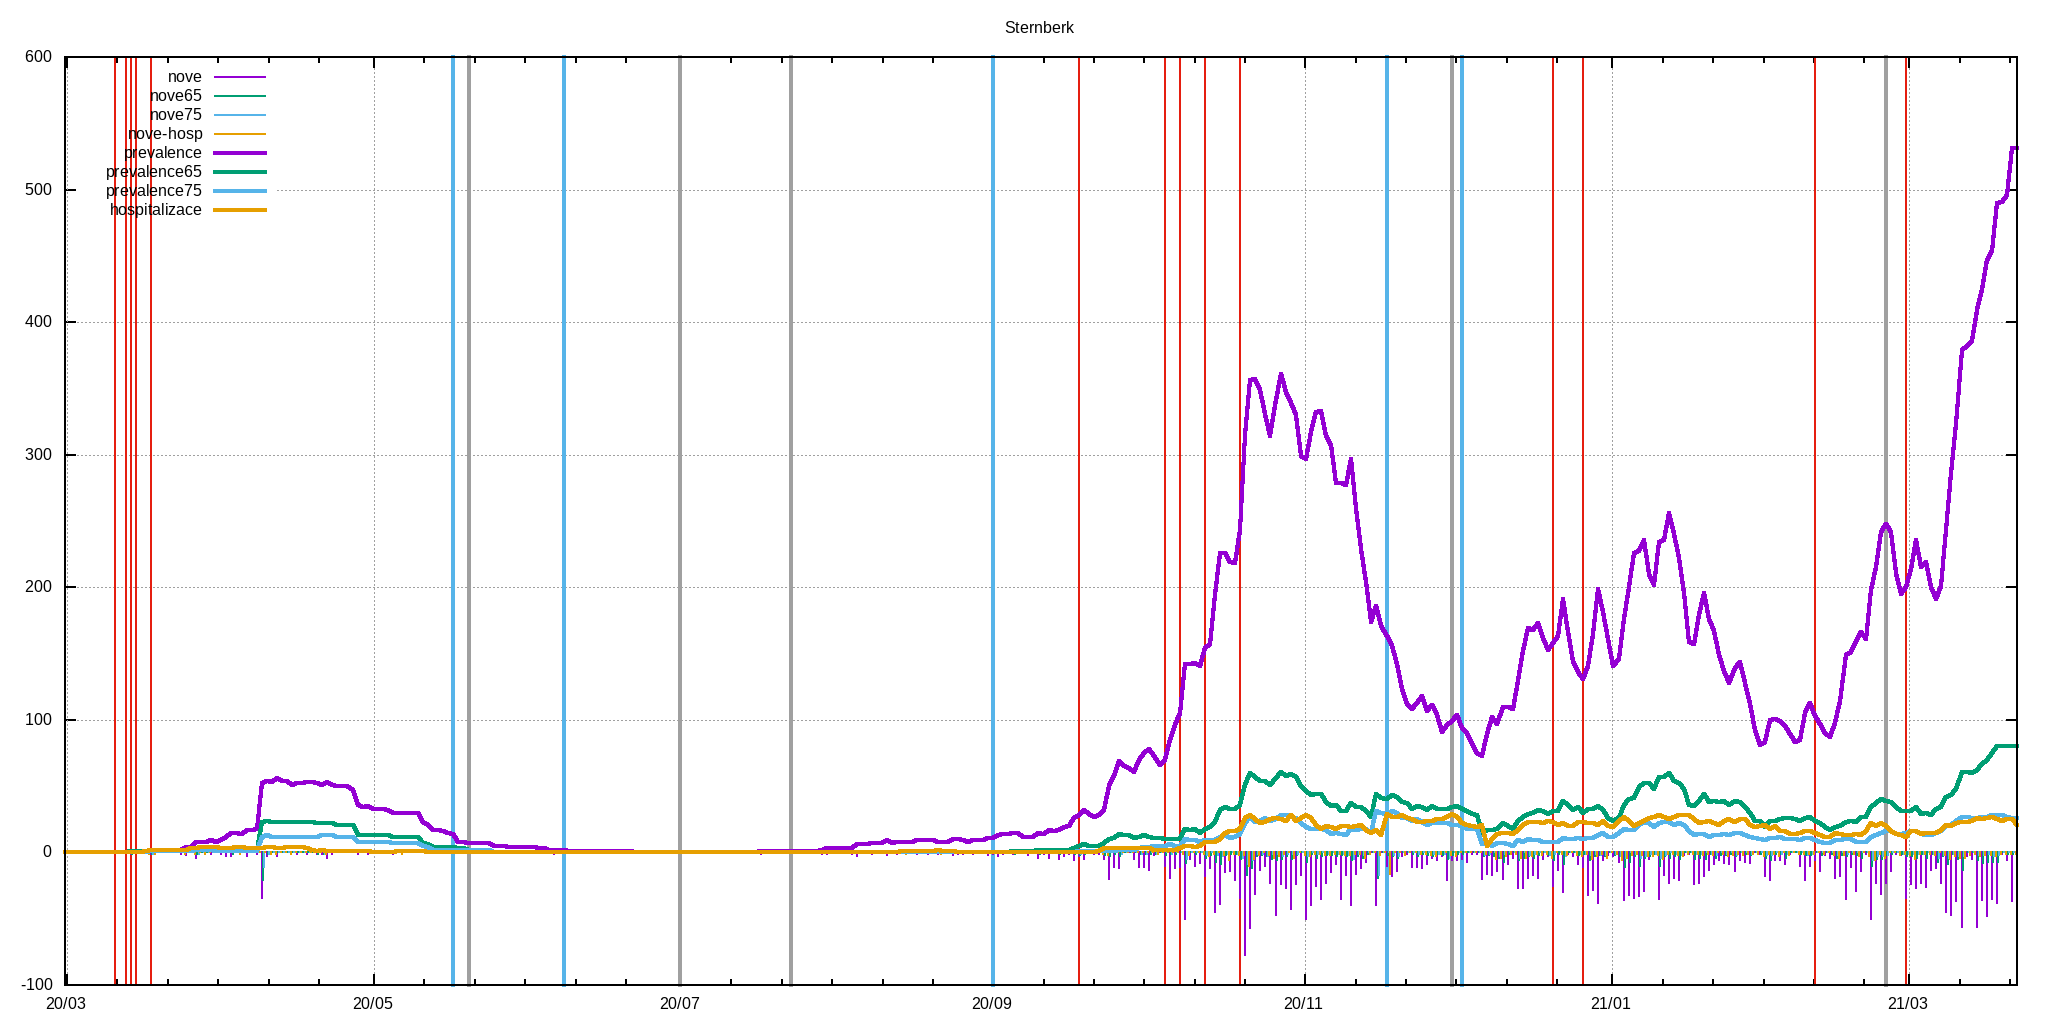 Sternberk
600
500
400
300
200
100
0
-100
nove
nove65
nove75
nove-hosp
prevalence
prevalence65
prevalence75
hospitalizace
20/03 20/05 20/07 20/09 20/11 21/01 21/03